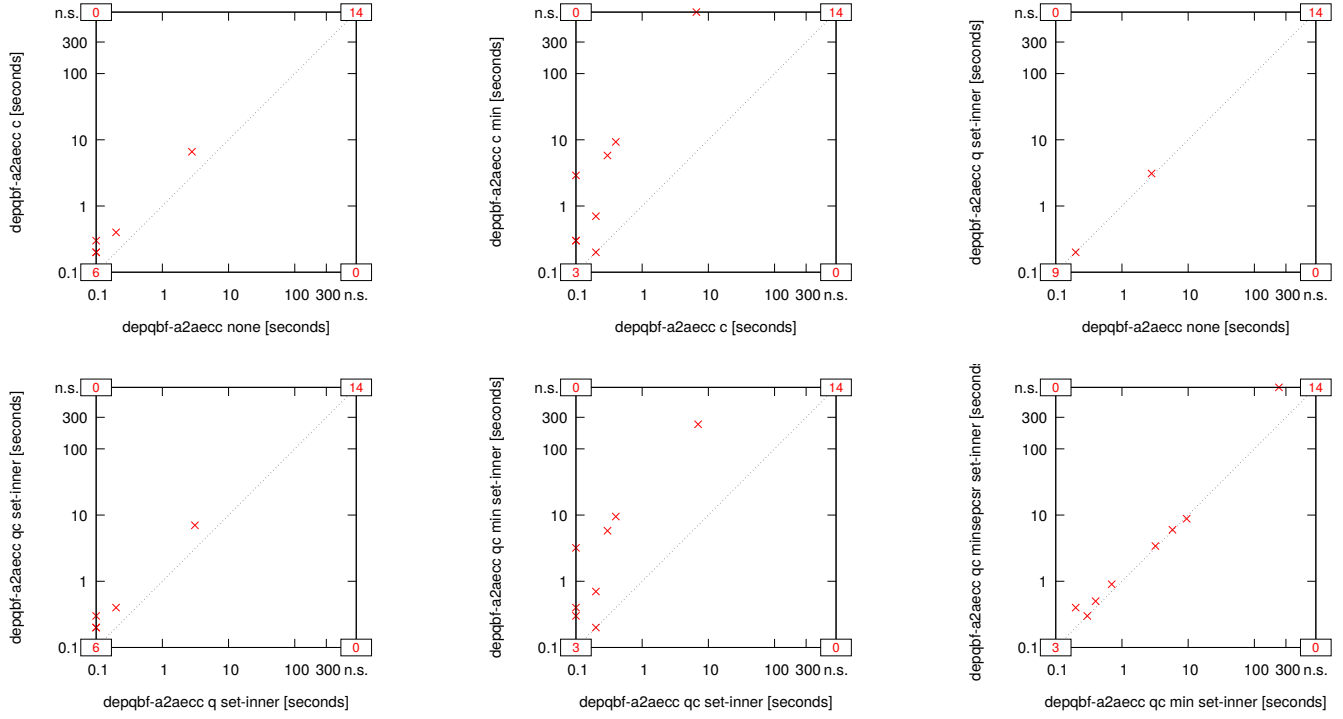 n.s. 0 14
300
100
10
1
0.1 6 0
0.1 1 10 100 300 n.s.
depqbf-a2aecc c [seconds]
depqbf-a2aecc none [seconds]
n.s. 0 14
300
100
10
1
0.1 3 0
0.1 1 10 100 300 n.s.
depqbf-a2aecc c min [seconds]
depqbf-a2aecc c [seconds]
n.s. 0 14
300
100
10
1
0.1 9 0
0.1 1 10 100 300 n.s.
depqbf-a2aecc q set-inner [seconds]
depqbf-a2aecc none [seconds]
n.s. 0 14
300
100
10
1
0.1 6 0
0.1 1 10 100 300 n.s.
depqbf-a2aecc qc set-inner [seconds]
depqbf-a2aecc q set-inner [seconds]
n.s. 0 14
300
100
10
1
0.1 3 0
0.1 1 10 100 300 n.s.
depqbf-a2aecc qc min set-inner [seconds]
depqbf-a2aecc qc set-inner [seconds]
n.s. 0 14
300
100
10
1
0.1 3 0
0.1 1 10 100 300 n.s.
depqbf-a2aecc qc minsepcsr set-inner [second
depqbf-a2aecc qc min set-inner [seconds]